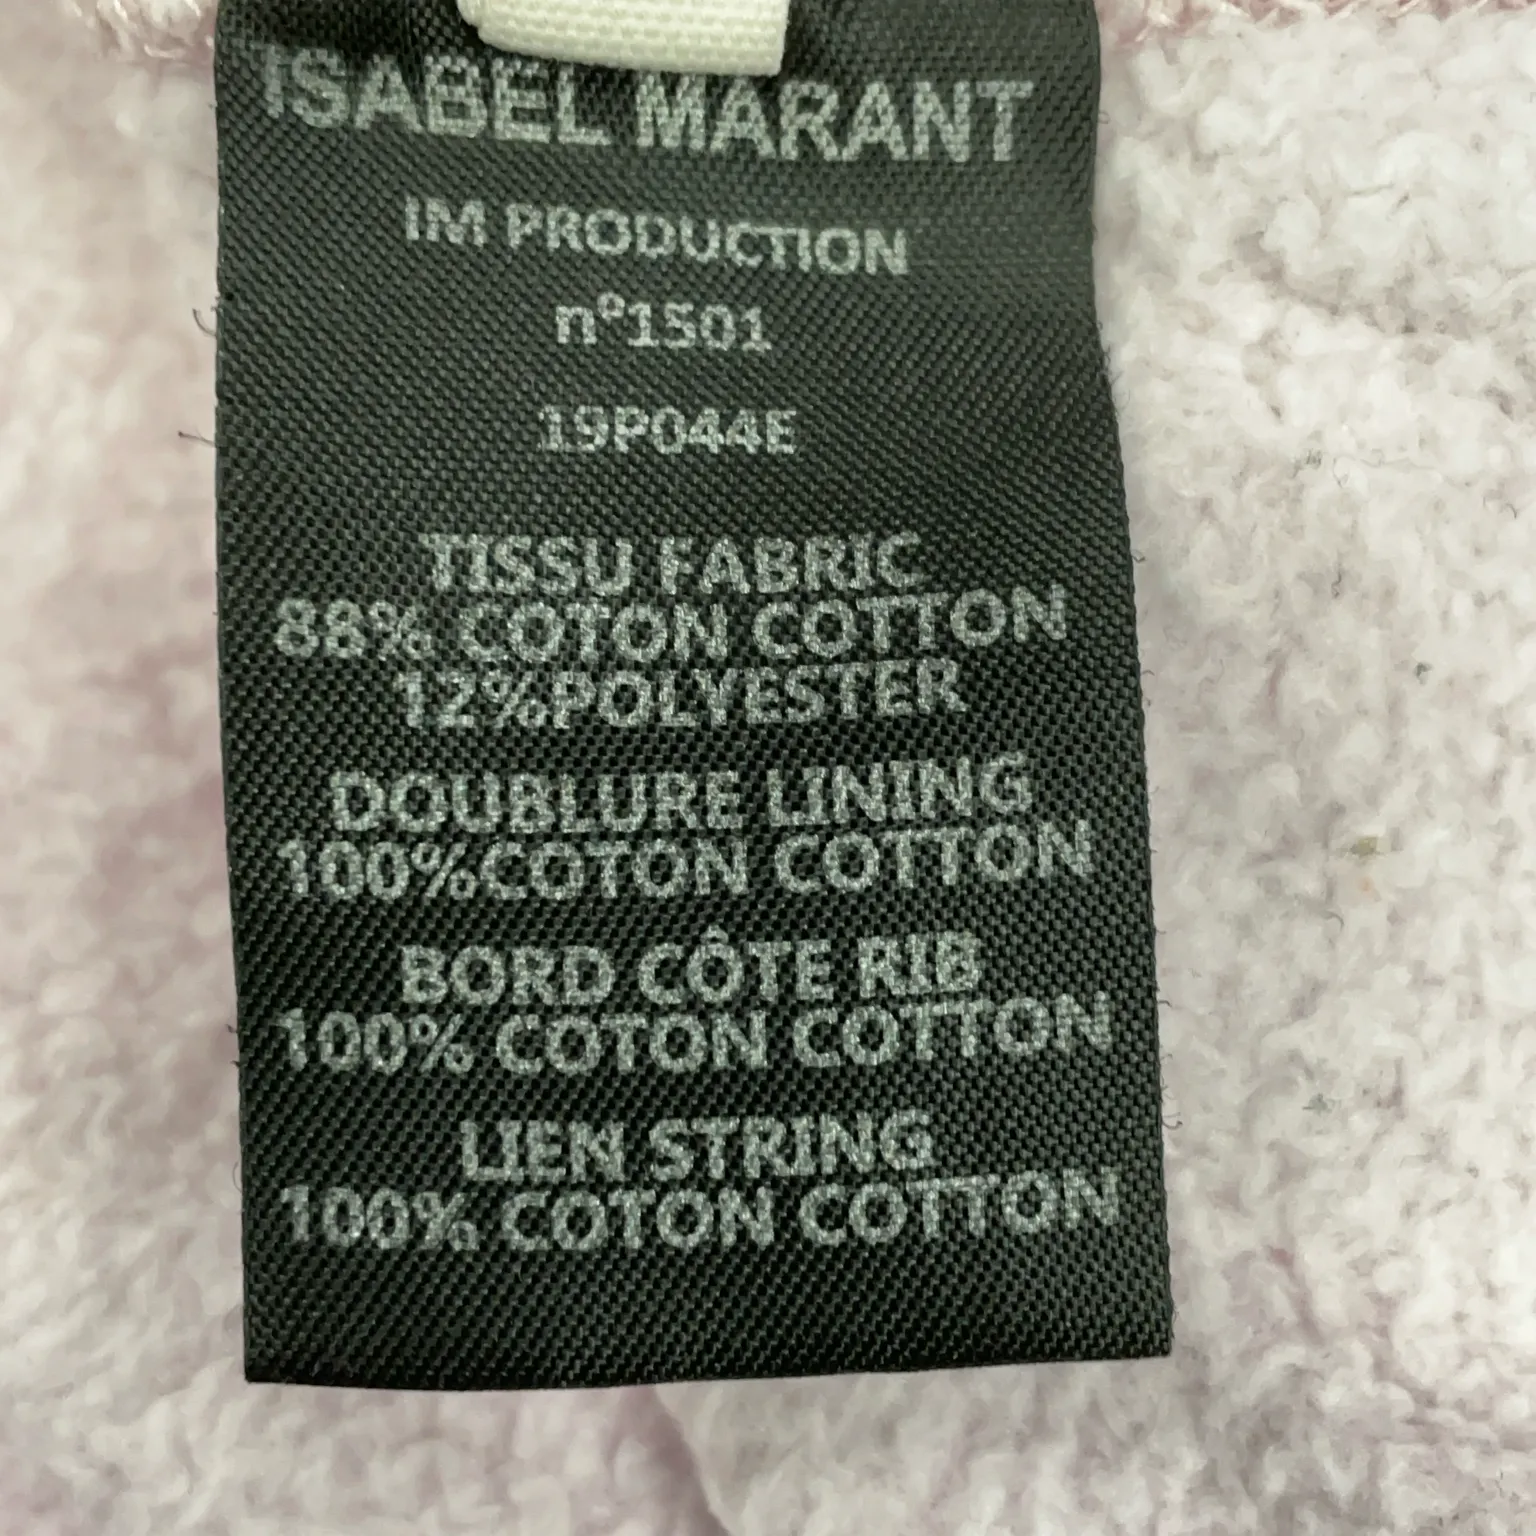 ISABEL MARANT
IM PRODUCTION
n°1501
19P044E
TISSU FABRIC
88% COTON COTTON
12%POLYESTER
DOUBLURE LINING
100%COTON COTTON
BORD CÔTE RIB
100% COTON COTTON
LIEN STRING
100% COTON COTTON